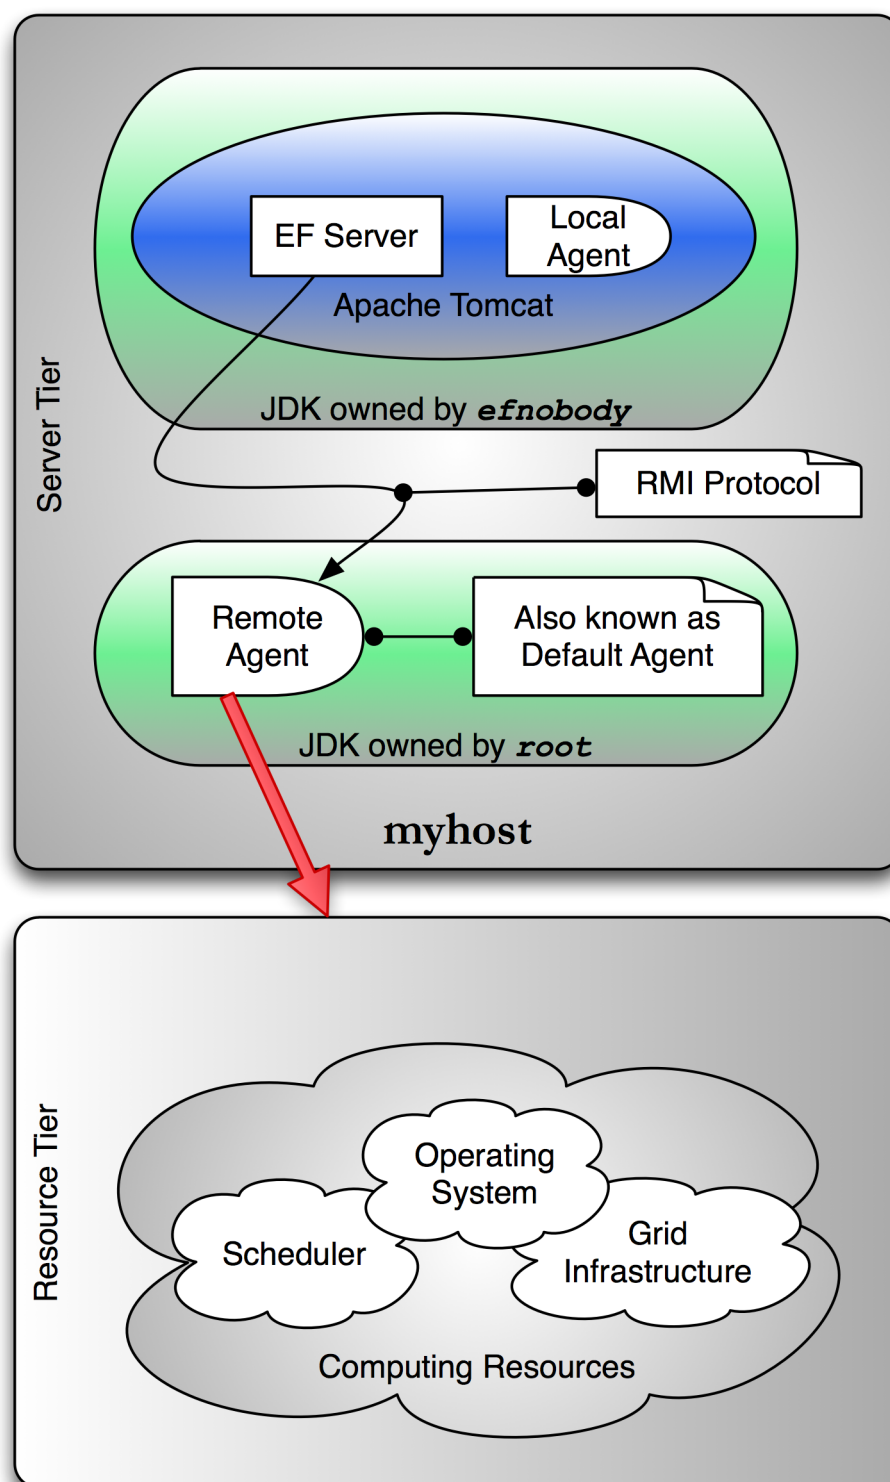 EF Server
Local
Agent
Apache Tomcat
JDK owned by efnobody
Server Tier
RMI Protocol
Remote
Agent
Also known as
Default Agent
JDK owned by root
myhost
Resource Tier
Operating
System
Scheduler
Grid
Infrastructure
Computing Resources